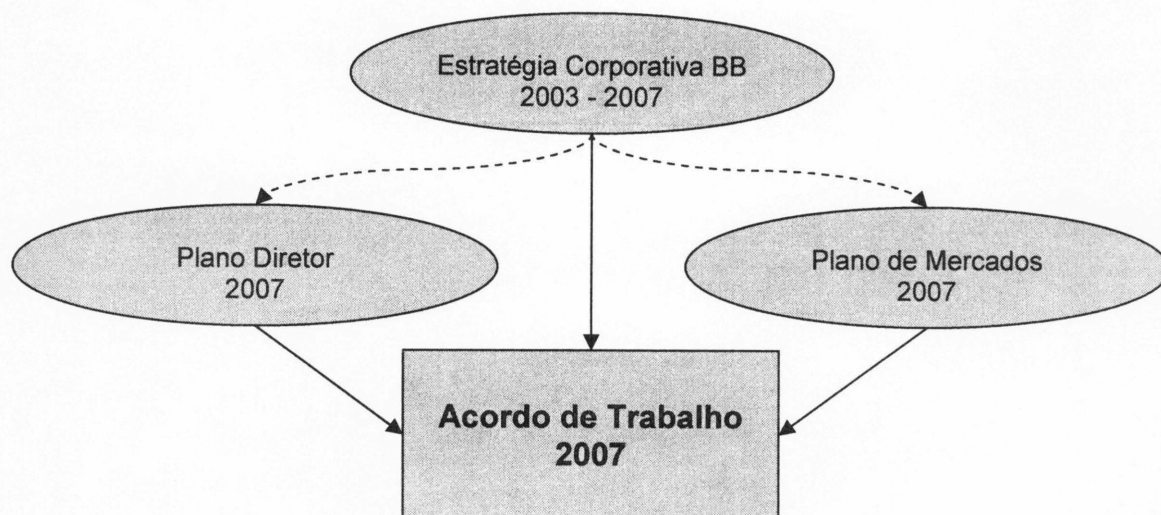 Estratégia Corporativa BB
2003 - 2007
Plano Diretor
2007
Plano de Mercados
2007
Acordo de Trabalho
2007